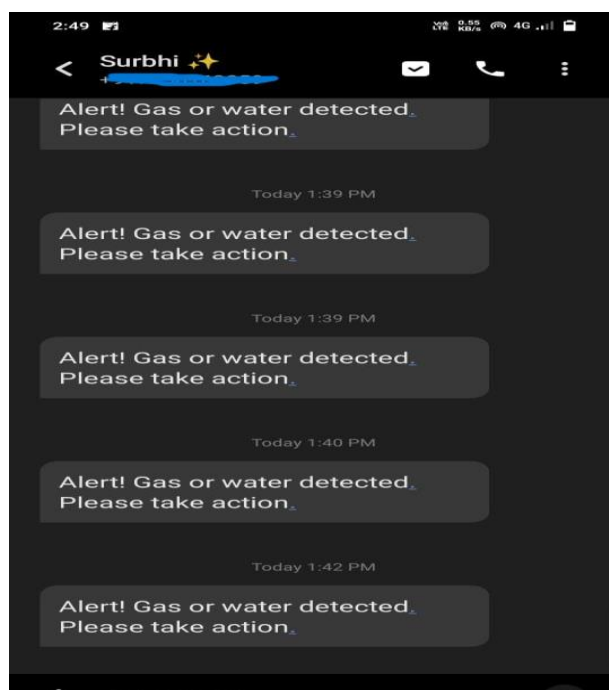 2:49 VoLTE 0.55 KB/s 4G
Surbhi
Alert! Gas or water detected.
Please take action.
Today 1:39 PM
Alert! Gas or water detected.
Please take action.
Today 1:39 PM
Alert! Gas or water detected.
Please take action.
Today 1:40 PM
Alert! Gas or water detected.
Please take action.
Today 1:42 PM
Alert! Gas or water detected.
Please take action.